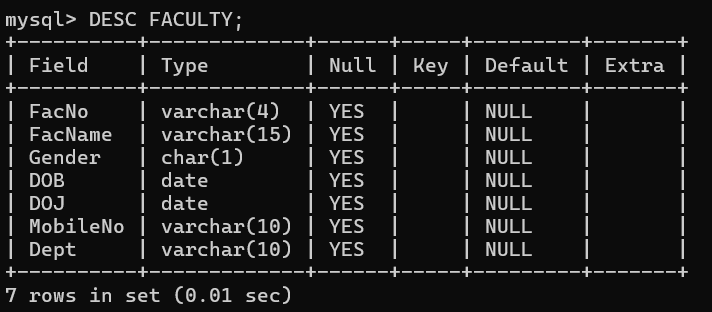 mysql> DESC FACULTY;
+----------+-------------+------+-----+---------+-------+
| Field    | Type        | Null | Key | Default | Extra |
+----------+-------------+------+-----+---------+-------+
| FacNo    | varchar(4)  | YES  |     | NULL    |       |
| FacName  | varchar(15) | YES  |     | NULL    |       |
| Gender   | char(1)     | YES  |     | NULL    |       |
| DOB      | date        | YES  |     | NULL    |       |
| DOJ      | date        | YES  |     | NULL    |       |
| MobileNo | varchar(10) | YES  |     | NULL    |       |
| Dept     | varchar(10) | YES  |     | NULL    |       |
+----------+-------------+------+-----+---------+-------+
7 rows in set (0.01 sec)